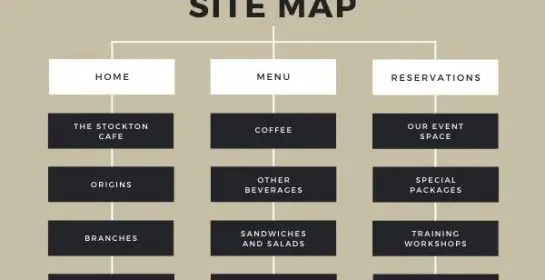 SITE MAP
HOME
MENU
RESERVATIONS
THE STOCKTON
CAFE
COFFEE
OUR EVENT
SPACE
ORIGINS
OTHER
BEVERAGES
SPECIAL
PACKAGES
BRANCHES
SANDWICHES
AND SALADS
TRAINING
WORKSHOPS